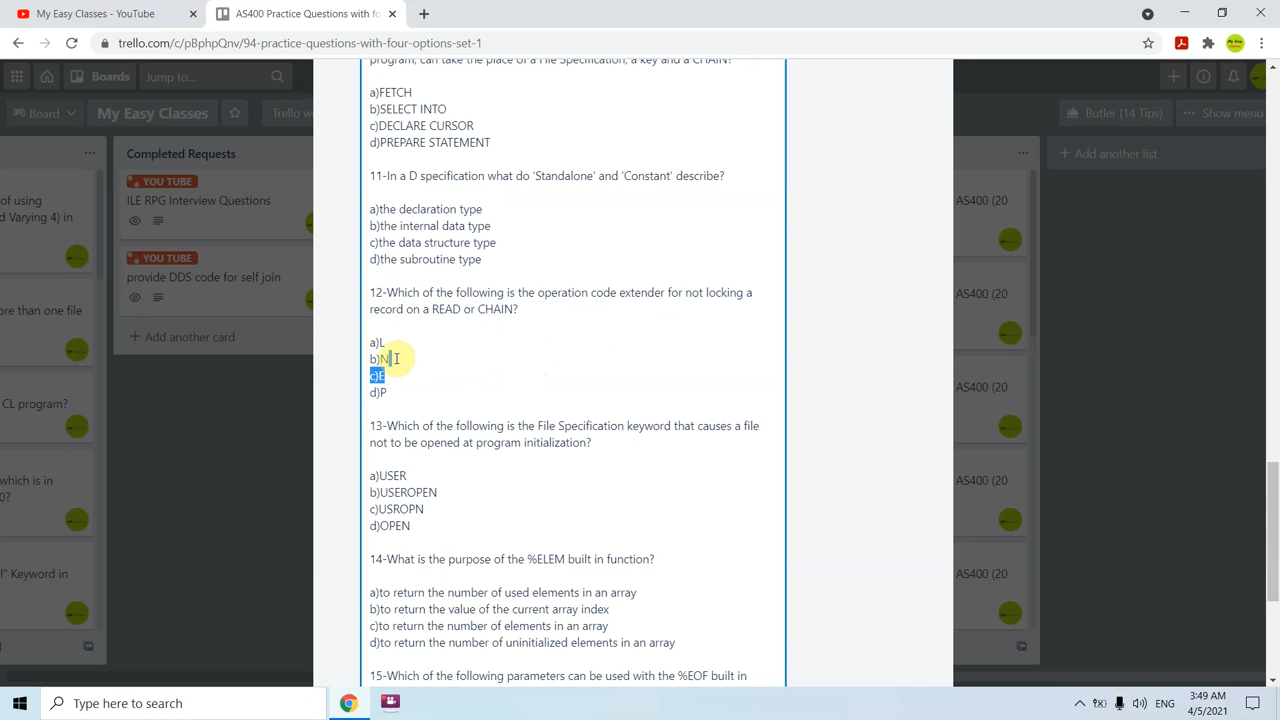 My Easy Classes - YouTube
AS400 Practice Questions with fo
trello.com/c/pBphpQnv/94-practice-questions-with-four-options-set-1
Boards
Jump to...
Board
My Easy Classes
Trello wo
Butler (14 Tips)
Show menu
program, can take the place of a File Specification, a key and a CHAIN?
a)FETCH
b)SELECT INTO
c)DECLARE CURSOR
d)PREPARE STATEMENT
11-In a D specification what do 'Standalone' and 'Constant' describe?
a)the declaration type
b)the internal data type
c)the data structure type
d)the subroutine type
12-Which of the following is the operation code extender for not locking a
record on a READ or CHAIN?
a)L
b)N
c)E
d)P
13-Which of the following is the File Specification keyword that causes a file
not to be opened at program initialization?
a)USER
b)USEROPEN
c)USROPN
d)OPEN
14-What is the purpose of the %ELEM built in function?
a)to return the number of used elements in an array
b)to return the value of the current array index
c)to return the number of elements in an array
d)to return the number of uninitialized elements in an array
15-Which of the following parameters can be used with the %EOF built in
of using
Varying 4) in
more than one file
CL program?
which is in
0?
l" Keyword in
Completed Requests
YOU TUBE
ILE RPG Interview Questions
YOU TUBE
provide DDS code for self join
Add another card
Add another list
AS400 (20
AS400 (20
AS400 (20
AS400 (20
AS400 (20
Type here to search
ENG
3:49 AM
4/5/2021